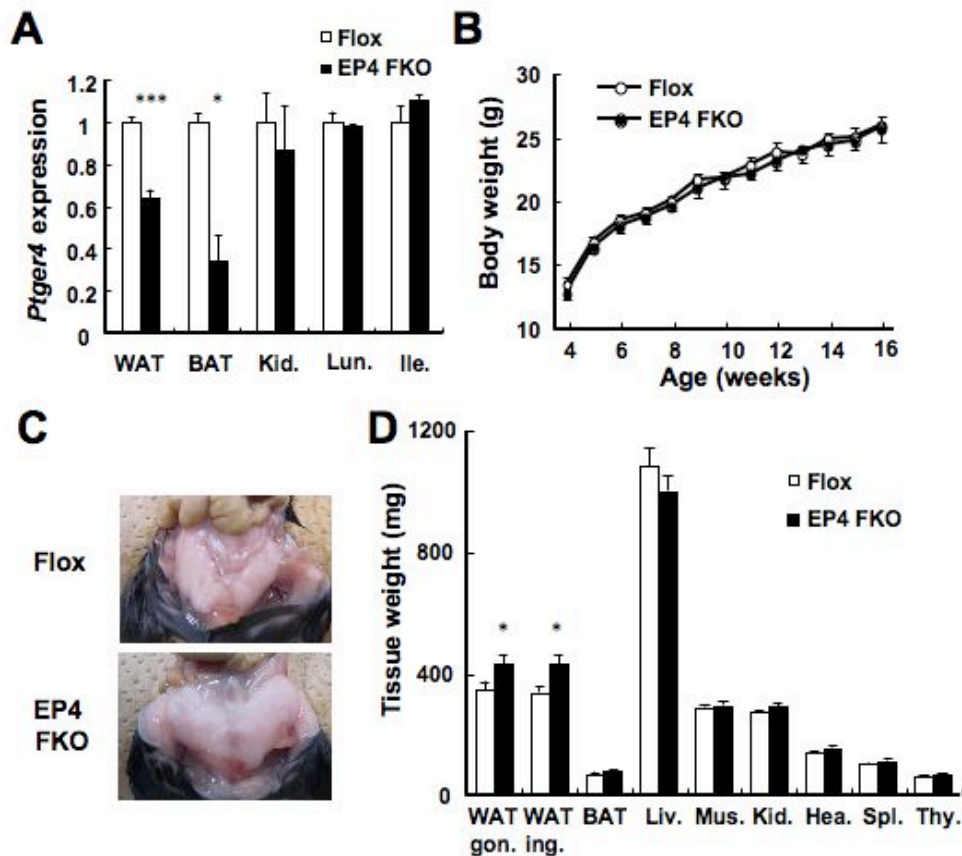 A
Flox
EP4 FKO
Ptger4 expression
1.2
1
0.8
0.6
0.4
0.2
0
***
*
WAT BAT Kid. Lun. Ile.
B
Flox
EP4 FKO
Body weight (g)
30
25
20
15
10
4 6 8 10 12 14 16
Age (weeks)
C
Flox
EP4
FKO
D
Flox
EP4 FKO
Tissue weight (mg)
1200
800
400
0
*
*
WAT WAT BAT Liv. Mus. Kid. Hea. Spl. Thy.
gon. ing.